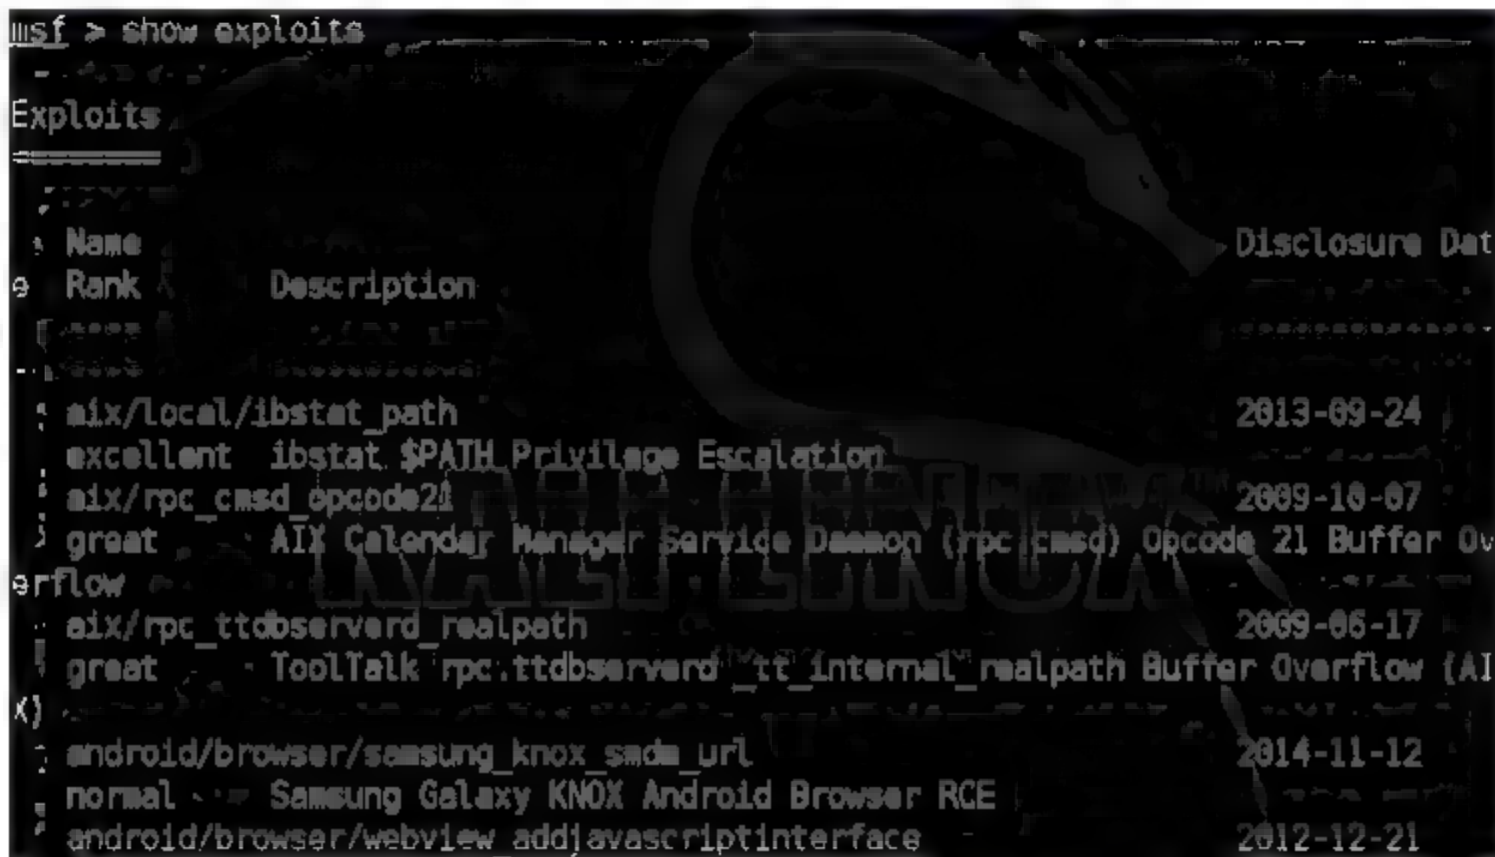 msf > show exploits
Exploits
========
Name Disclosure Dat
e Rank Description
---- ---------------
- ---- -----------
aix/local/ibstat_path 2013-09-24
excellent ibstat $PATH Privilege Escalation
aix/rpc_cmsd_opcode21 2009-10-07
great AIX Calendar Manager Service Daemon (rpc.cmsd) Opcode 21 Buffer Ov
erflow
aix/rpc_ttdbserverd_realpath 2009-06-17
great ToolTalk rpc.ttdbserverd _tt_internal_realpath Buffer Overflow (AI
X)
android/browser/samsung_knox_smdm_url 2014-11-12
normal Samsung Galaxy KNOX Android Browser RCE
android/browser/webview_addjavascriptinterface 2012-12-21
KALI LINUX